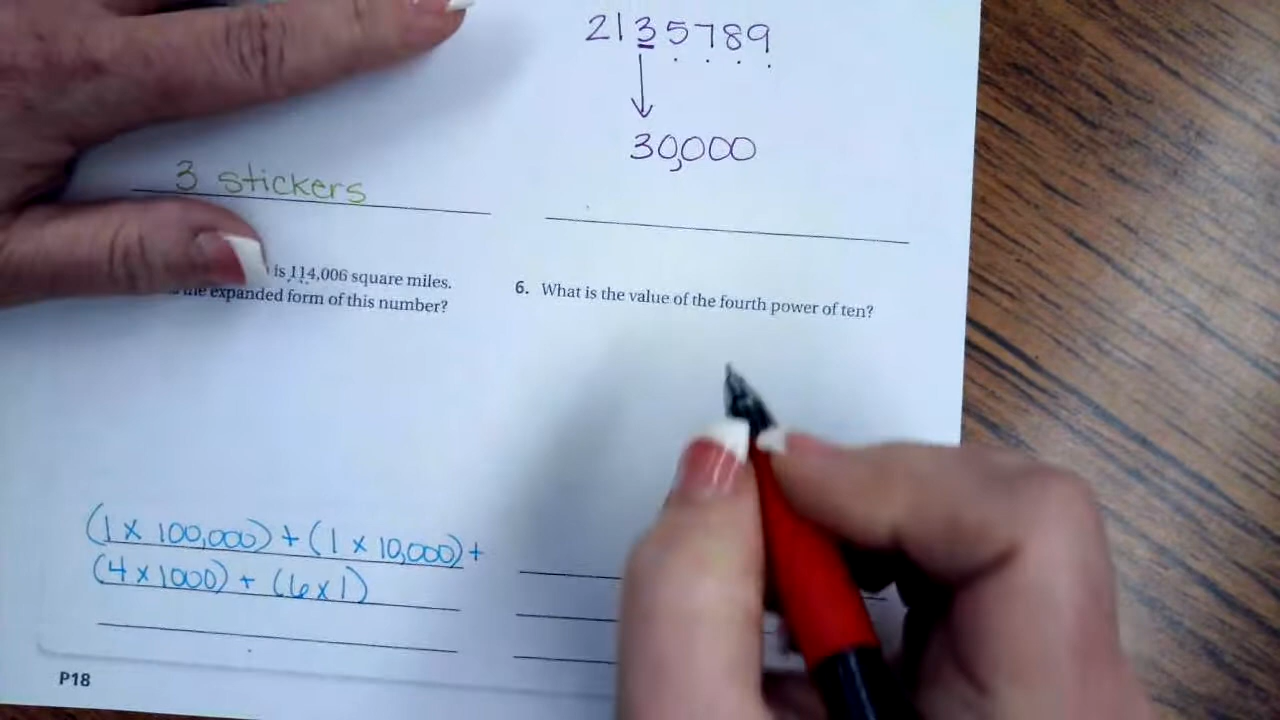 2135789
30,000
3 stickers
is 114,006 square miles.
expanded form of this number?
6. What is the value of the fourth power of ten?
(1 x 100,000) + (1 x 10,000) +
(4 x 1000) + (6 x 1)
P18